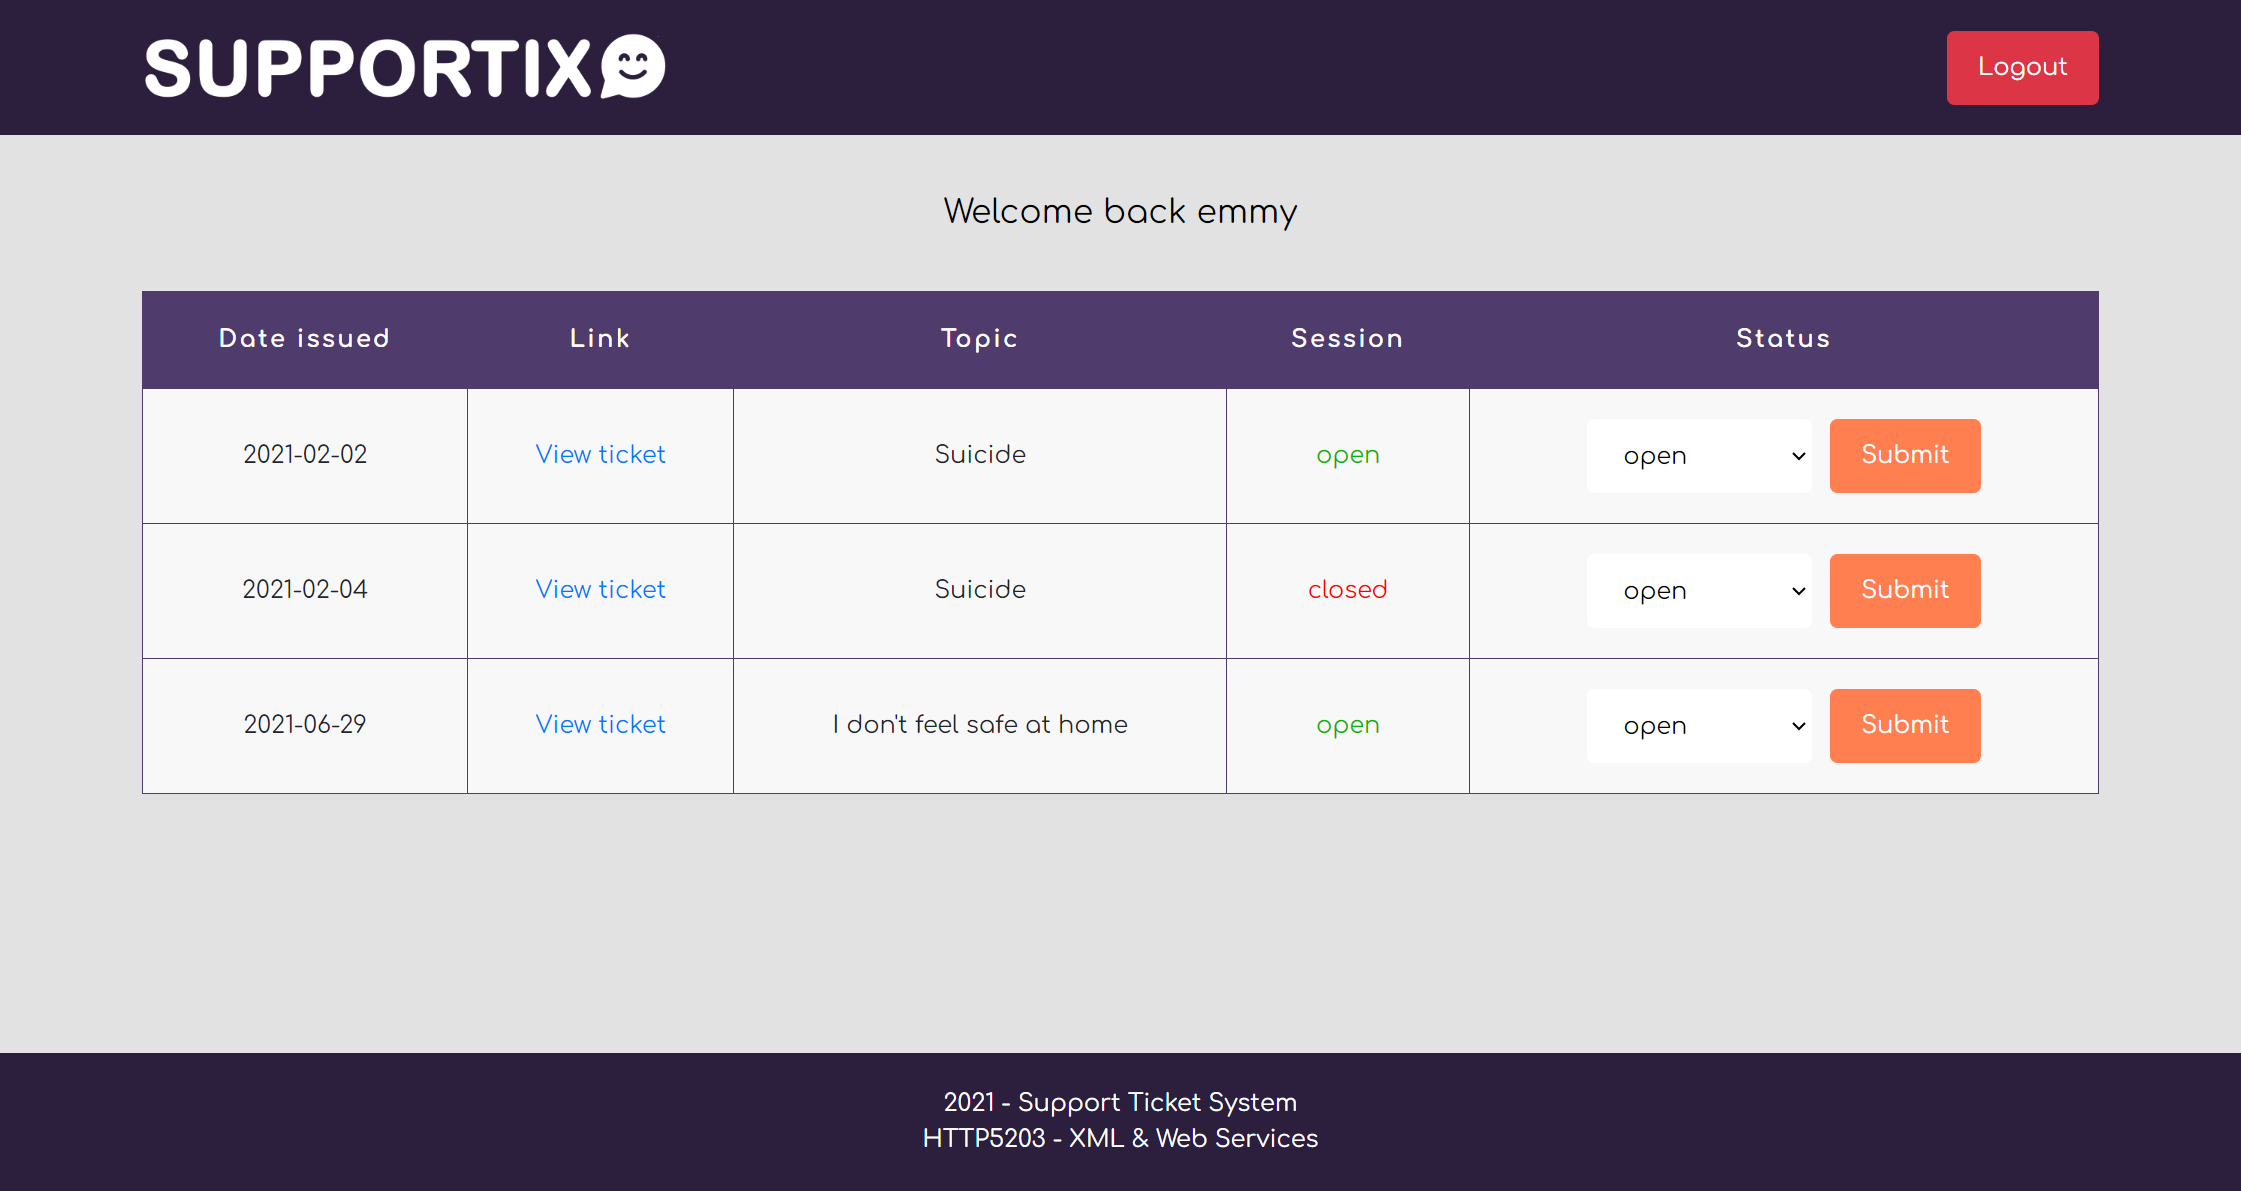 SUPPORTIX
Logout
Welcome back emmy
Date issued Link Topic Session Status
2021-02-02 View ticket Suicide open open Submit
2021-02-04 View ticket Suicide closed open Submit
2021-06-29 View ticket I don't feel safe at home open open Submit
2021 - Support Ticket System
HTTP5203 - XML & Web Services